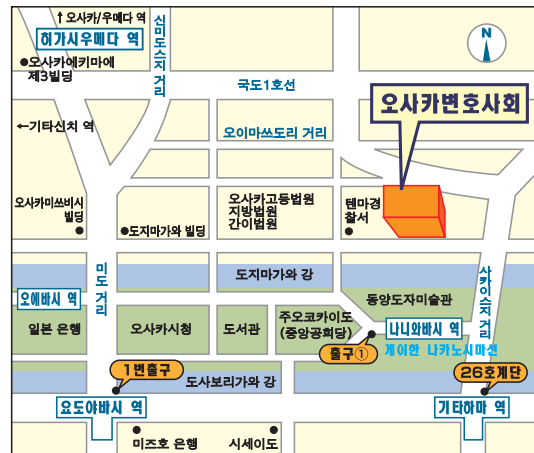 ↑오사카/우메다 역
히가시우메다 역
신미도스지 거리
N
●오사카에키마에
제3빌딩
국도1호선
오사카변호사회
←기타신치 역
오이마쓰도리 거리
오사카미쓰비시
빌딩
●도지마가와 빌딩
오사카고등법원
지방법원
간이법원
텐마경
찰서
미도 거리
도지마가와 강
사카이스지 거리
오에바시 역
동양도자미술관
일본 은행
오사카시청
도서관
주오코카이도
(중앙공회당)
나니와바시 역
출구①
게이한 나카노시마선
1번출구
도사보리가와 강
26호계단
요도야바시 역
기타하마 역
미즈호 은행
시세이도